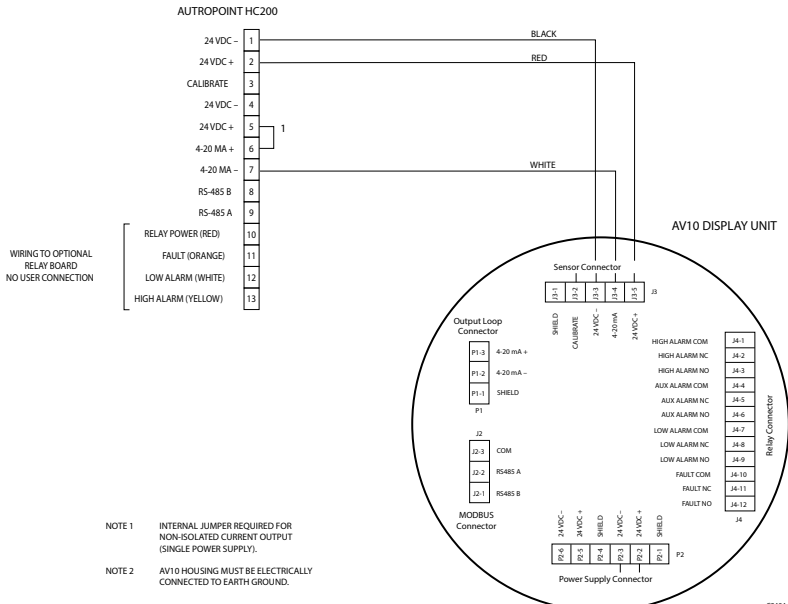 AUTROPOINT HC200
24 VDC – 1
24 VDC + 2
CALIBRATE 3
24 VDC – 4
24 VDC + 5
4-20 MA + 6
4-20 MA – 7
RS-485 B 8
RS-485 A 9
RELAY POWER (RED) 10
FAULT (ORANGE) 11
LOW ALARM (WHITE) 12
HIGH ALARM (YELLOW) 13
1
BLACK
RED
WHITE
WIRING TO OPTIONAL
RELAY BOARD
NO USER CONNECTION
AV10 DISPLAY UNIT
Sensor Connector
J3-1
J3-2
J3-3
J3-4
J3-5
J3
SHIELD
CALIBRATE
24 VDC –
4-20 mA
24 VDC +
Output Loop
Connector
P1-3 4-20 mA +
P1-2 4-20 mA –
P1-1 SHIELD
P1
J2
J2-3 COM
J2-2 RS485 A
J2-1 RS485 B
MODBUS
Connector
HIGH ALARM COM J4-1
HIGH ALARM NC J4-2
HIGH ALARM NO J4-3
AUX ALARM COM J4-4
AUX ALARM NC J4-5
AUX ALARM NO J4-6
LOW ALARM COM J4-7
LOW ALARM NC J4-8
LOW ALARM NO J4-9
FAULT COM J4-10
FAULT NC J4-11
FAULT NO J4-12
J4
Relay Connector
24 VDC –
24 VDC +
SHIELD
24 VDC –
24 VDC +
SHIELD
P2-6
P2-5
P2-4
P2-3
P2-2
P2-1
P2
Power Supply Connector
NOTE 1 INTERNAL JUMPER REQUIRED FOR
NON-ISOLATED CURRENT OUTPUT
(SINGLE POWER SUPPLY).
NOTE 2 AV10 HOUSING MUST BE ELECTRICALLY
CONNECTED TO EARTH GROUND.